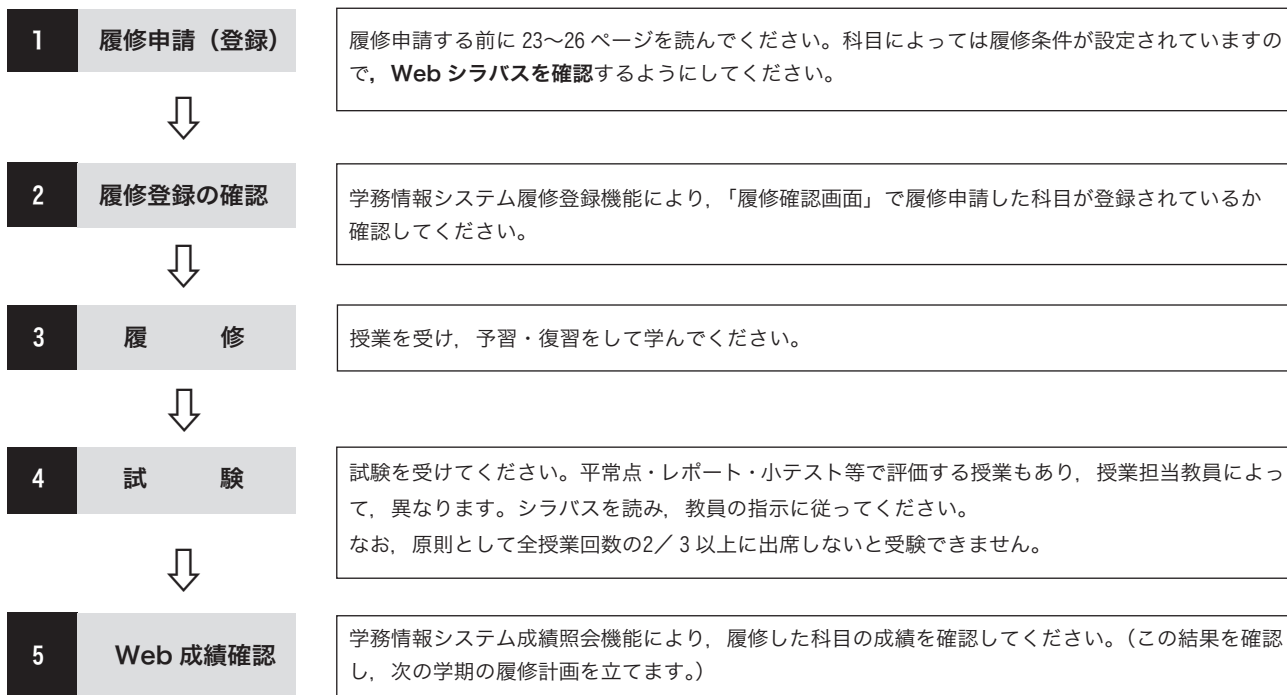 1 履修申請（登録）
履修申請する前に 23〜26 ページを読んでください。科目によっては履修条件が設定されていますの
で，Web シラバスを確認するようにしてください。
2 履修登録の確認
学務情報システム履修登録機能により，「履修確認画面」で履修申請した科目が登録されているか
確認してください。
3 履　　修
授業を受け，予習・復習をして学んでください。
4 試　　験
試験を受けてください。平常点・レポート・小テスト等で評価する授業もあり，授業担当教員によっ
て，異なります。シラバスを読み，教員の指示に従ってください。
なお，原則として全授業回数の2／３以上に出席しないと受験できません。
5 Web 成績確認
学務情報システム成績照会機能により，履修した科目の成績を確認してください。（この結果を確認
し，次の学期の履修計画を立てます。）